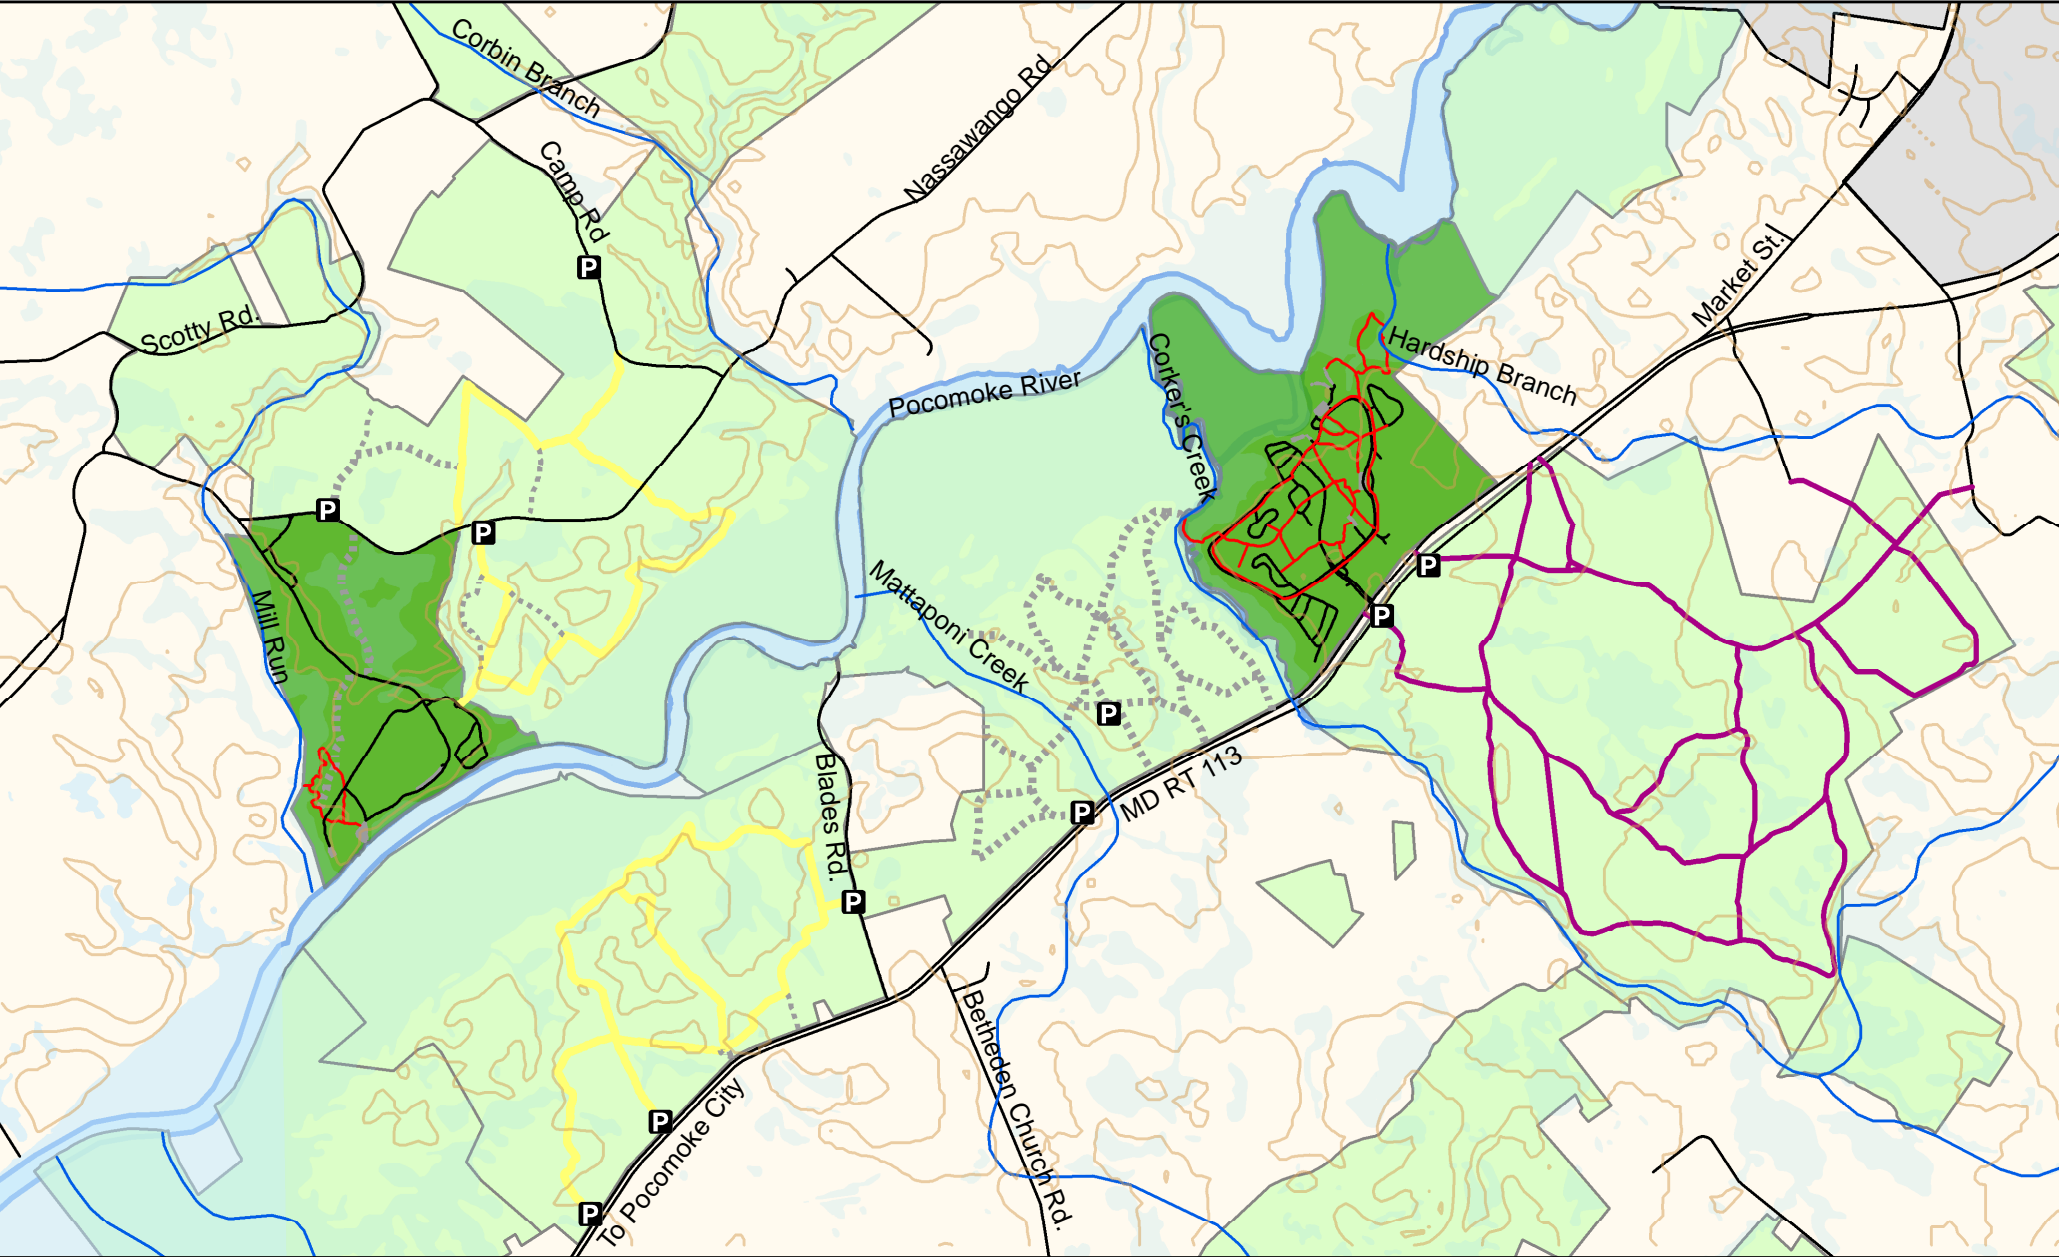 Corbin Branch
Nassawango Rd
Camp Rd
P
Market St.
Scotty Rd.
Hardship Branch
Corker's Creek
Pocomoke River
P
P
P
Mattaponi Creek
Mill Run
P
P
Blades Rd.
MD RT 113
P
P
Betheden Church Rd.
To Pocomoke City
P
P